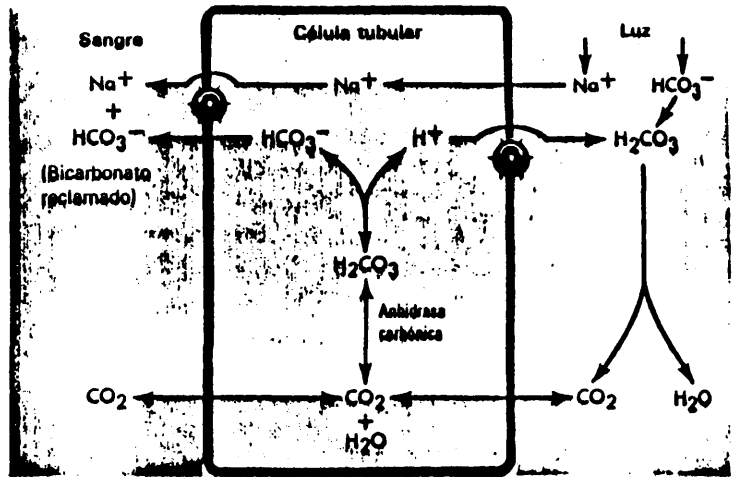 Sangre
Célula tubular
Luz
Na⁺
Na⁺
Na⁺
HCO₃⁻
+
HCO₃⁻
HCO₃⁻
H⁺
H₂CO₃
(Bicarbonato
reclamado)
H₂CO₃
Anhidrasa
carbónica
CO₂
CO₂
CO₂
H₂O
+
H₂O